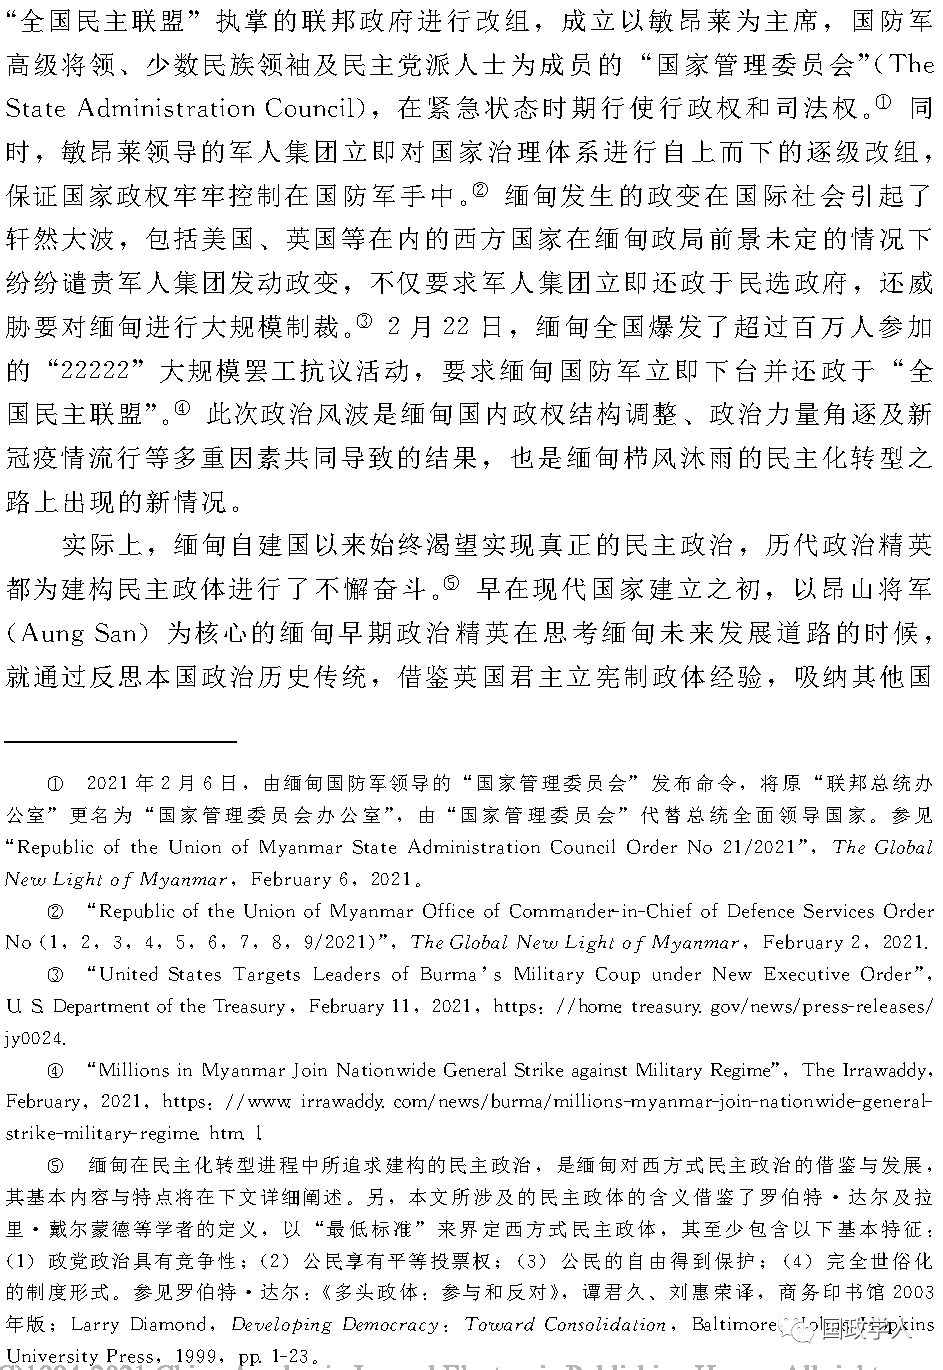 “全国民主联盟”执掌的联邦政府进行改组，成立以敏昂莱为主席，国防军
高级将领、少数民族领袖及民主党派人士为成员的“国家管理委员会”（The
State Administration Council），在紧急状态时期行使行政权和司法权。① 同
时，敏昂莱领导的军人集团立即对国家治理体系进行自上而下的逐级改组，
保证国家政权牢牢控制在国防军手中。② 缅甸发生的政变在国际社会引起了
轩然大波，包括美国、英国等在内的西方国家在缅甸政局前景未定的情况下
纷纷谴责军人集团发动政变，不仅要求军人集团立即还政于民选政府，还威
胁要对缅甸进行大规模制裁。③ 2 月 22 日，缅甸全国爆发了超过百万人参加
的“22222”大规模罢工抗议活动，要求缅甸国防军立即下台并还政于“全
国民主联盟”。④ 此次政治风波是缅甸国内政权结构调整、政治力量角逐及新
冠疫情流行等多重因素共同导致的结果，也是缅甸栉风沐雨的民主化转型之
路上出现的新情况。
实际上，缅甸自建国以来始终渴望实现真正的民主政治，历代政治精英
都为建构民主政体进行了不懈奋斗。⑤ 早在现代国家建立之初，以昂山将军
（Aung San）为核心的缅甸早期政治精英在思考缅甸未来发展道路的时候，
就通过反思本国政治历史传统，借鉴英国君主立宪制政体经验，吸纳其他国
① 2021 年 2 月 6 日，由缅甸国防军领导的“国家管理委员会”发布命令，将原“联邦总统办
公室”更名为“国家管理委员会办公室”，由“国家管理委员会”代替总统全面领导国家。参见
“Republic of the Union of Myanmar State Administration Council Order No 21/2021”，The Global
New Light of Myanmar，February 6，2021。
② “Republic of the Union of Myanmar Office of Commander-in-Chief of Defence Services Order
No (1，2，3，4，5，6，7，8，9/2021)”，The Global New Light of Myanmar，February 2，2021.
③ “United States Targets Leaders of Burma’s Military Coup under New Executive Order”，
U. S. Department of the Treasury，February 11，2021，https：//home. treasury. gov/news/press-releases/
jy0024.
④ “Millions in Myanmar Join Nationwide General Strike against Military Regime”，The Irrawaddy，
February，2021，https：//www. irrawaddy. com/news/burma/millions-myanmar-join-nationwide-general-
strike-military-regime. html.
⑤ 缅甸在民主化转型进程中所追求建构的民主政治，是缅甸对西方式民主政治的借鉴与发展，
其基本内容与特点将在下文详细阐述。另，本文所涉及的民主政体的含义借鉴了罗伯特·达尔及拉
里·戴尔蒙德等学者的定义，以“最低标准”来界定西方式民主政体，其至少包含以下基本特征：
（1）政党政治具有竞争性；（2）公民享有平等投票权；（3）公民的自由得到保护；（4）完全世俗化
的制度形式。参见罗伯特·达尔：《多头政体：参与和反对》，谭君久、刘惠荣译，商务印书馆 2003
年版；Larry Diamond，Developing Democracy：Toward Consolidation，Baltimore：Johns Hopkins
University Press，1999，pp. 1-23。
国政学人